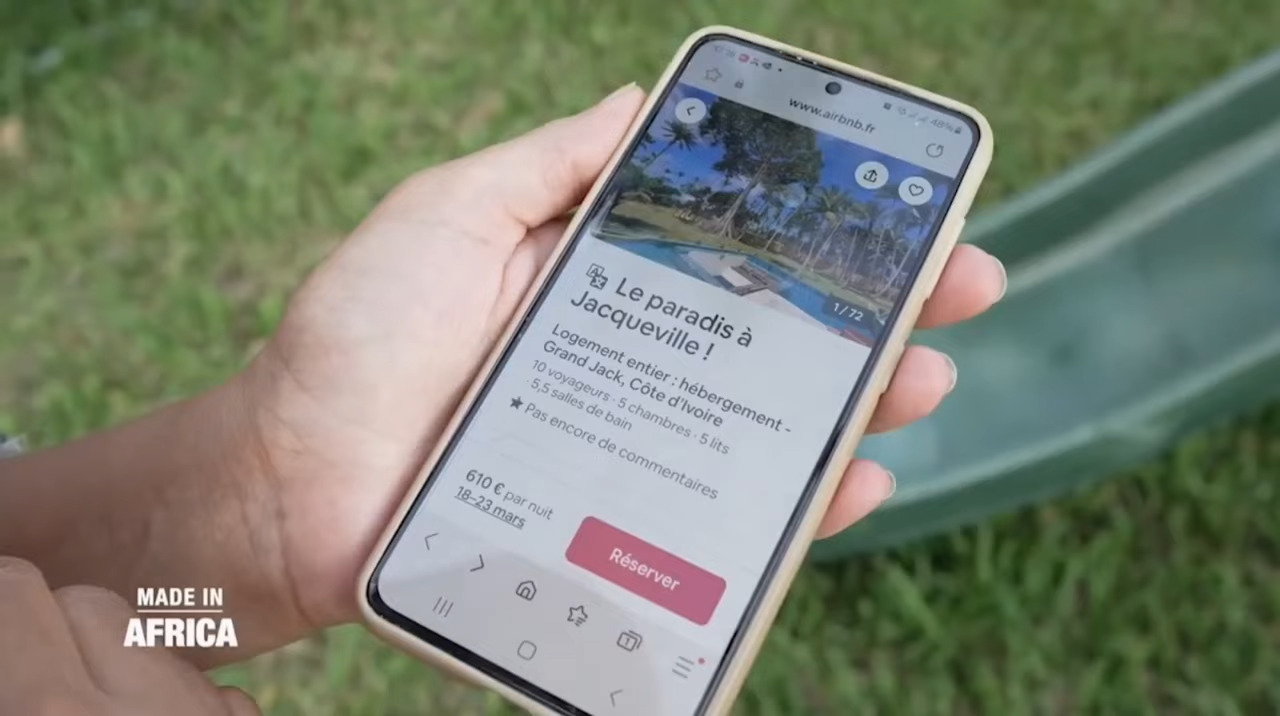 48%
www.airbnb.fr
1 / 72
Le paradis à
Jacqueville !
Logement entier : hébergement -
Grand Jack, Côte d'Ivoire
10 voyageurs · 5 chambres · 5 lits
· 5,5 salles de bain
★ Pas encore de commentaires
610 € par nuit
18–23 mars
Réserver
1
MADE IN
AFRICA